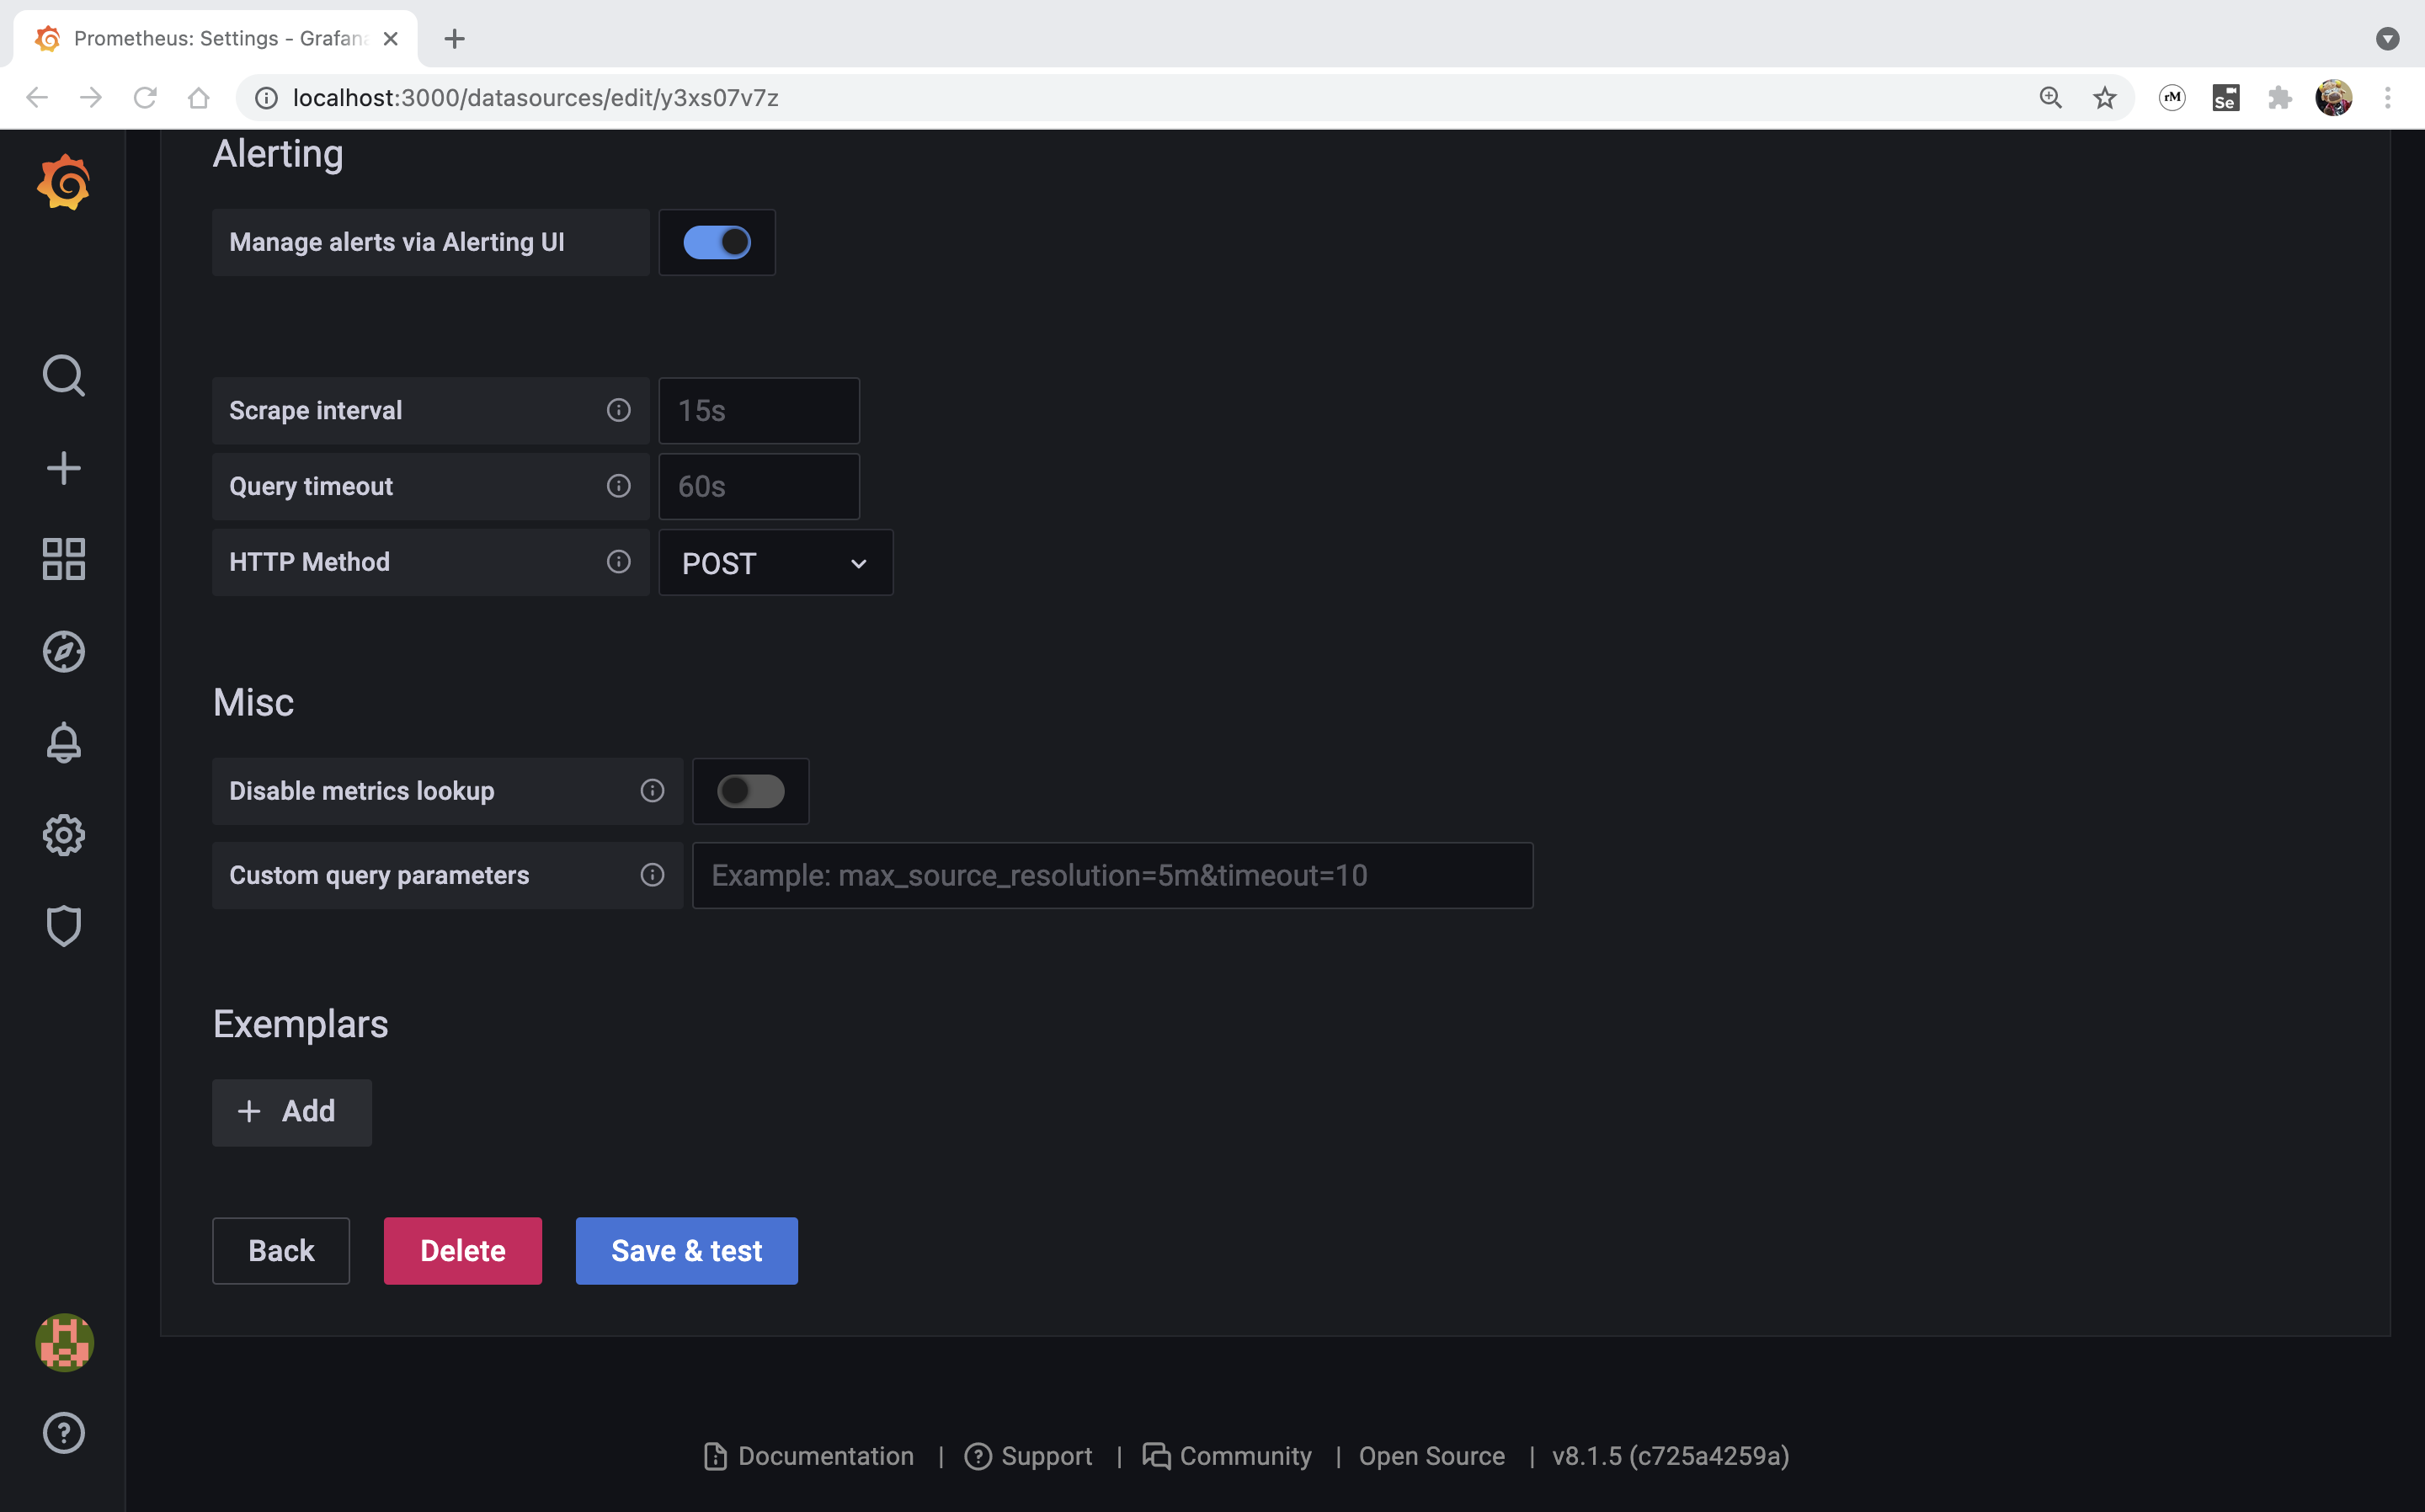 Prometheus: Settings - Grafana
localhost:3000/datasources/edit/y3xs07v7z
rM
Se
Alerting
Manage alerts via Alerting UI
Scrape interval 15s
Query timeout 60s
HTTP Method POST
Misc
Disable metrics lookup
Custom query parameters Example: max_source_resolution=5m&timeout=10
Exemplars
+ Add
Back Delete Save & test
Documentation | Support | Community | Open Source | v8.1.5 (c725a4259a)